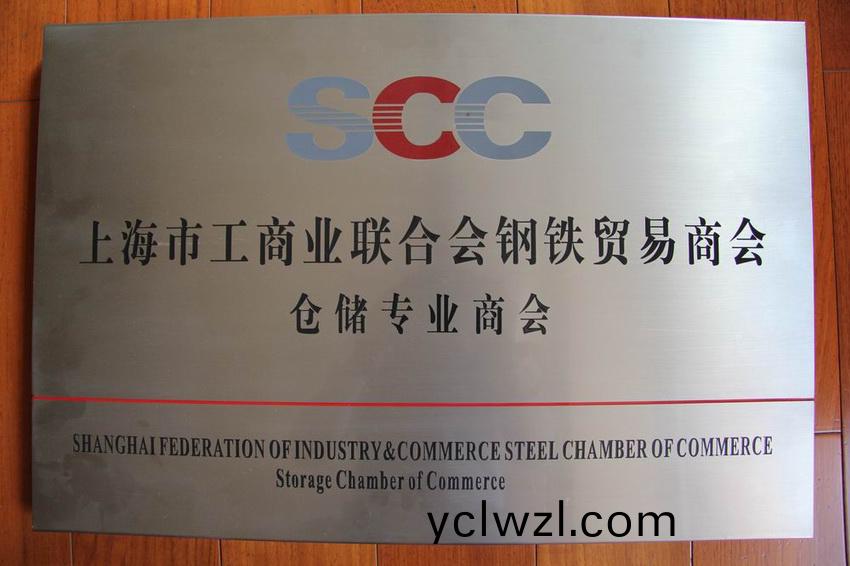 SCC
上海市工商业联合会钢铁贸易商会
仓储专业商会
SHANGHAI FEDERATION OF INDUSTRY&COMMERCE STEEL CHAMBER OF COMMERCE
Storage Chamber of Commerce
yclwzl.com